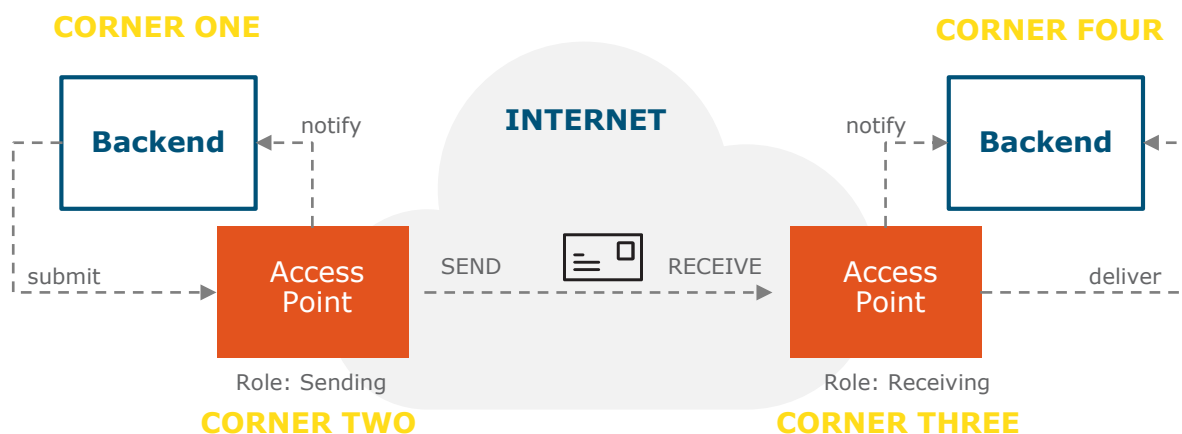 CORNER ONE
CORNER FOUR
INTERNET
notify
notify
Backend
Backend
submit
Access
Point
SEND
RECEIVE
Access
Point
deliver
Role: Sending
Role: Receiving
CORNER TWO
CORNER THREE